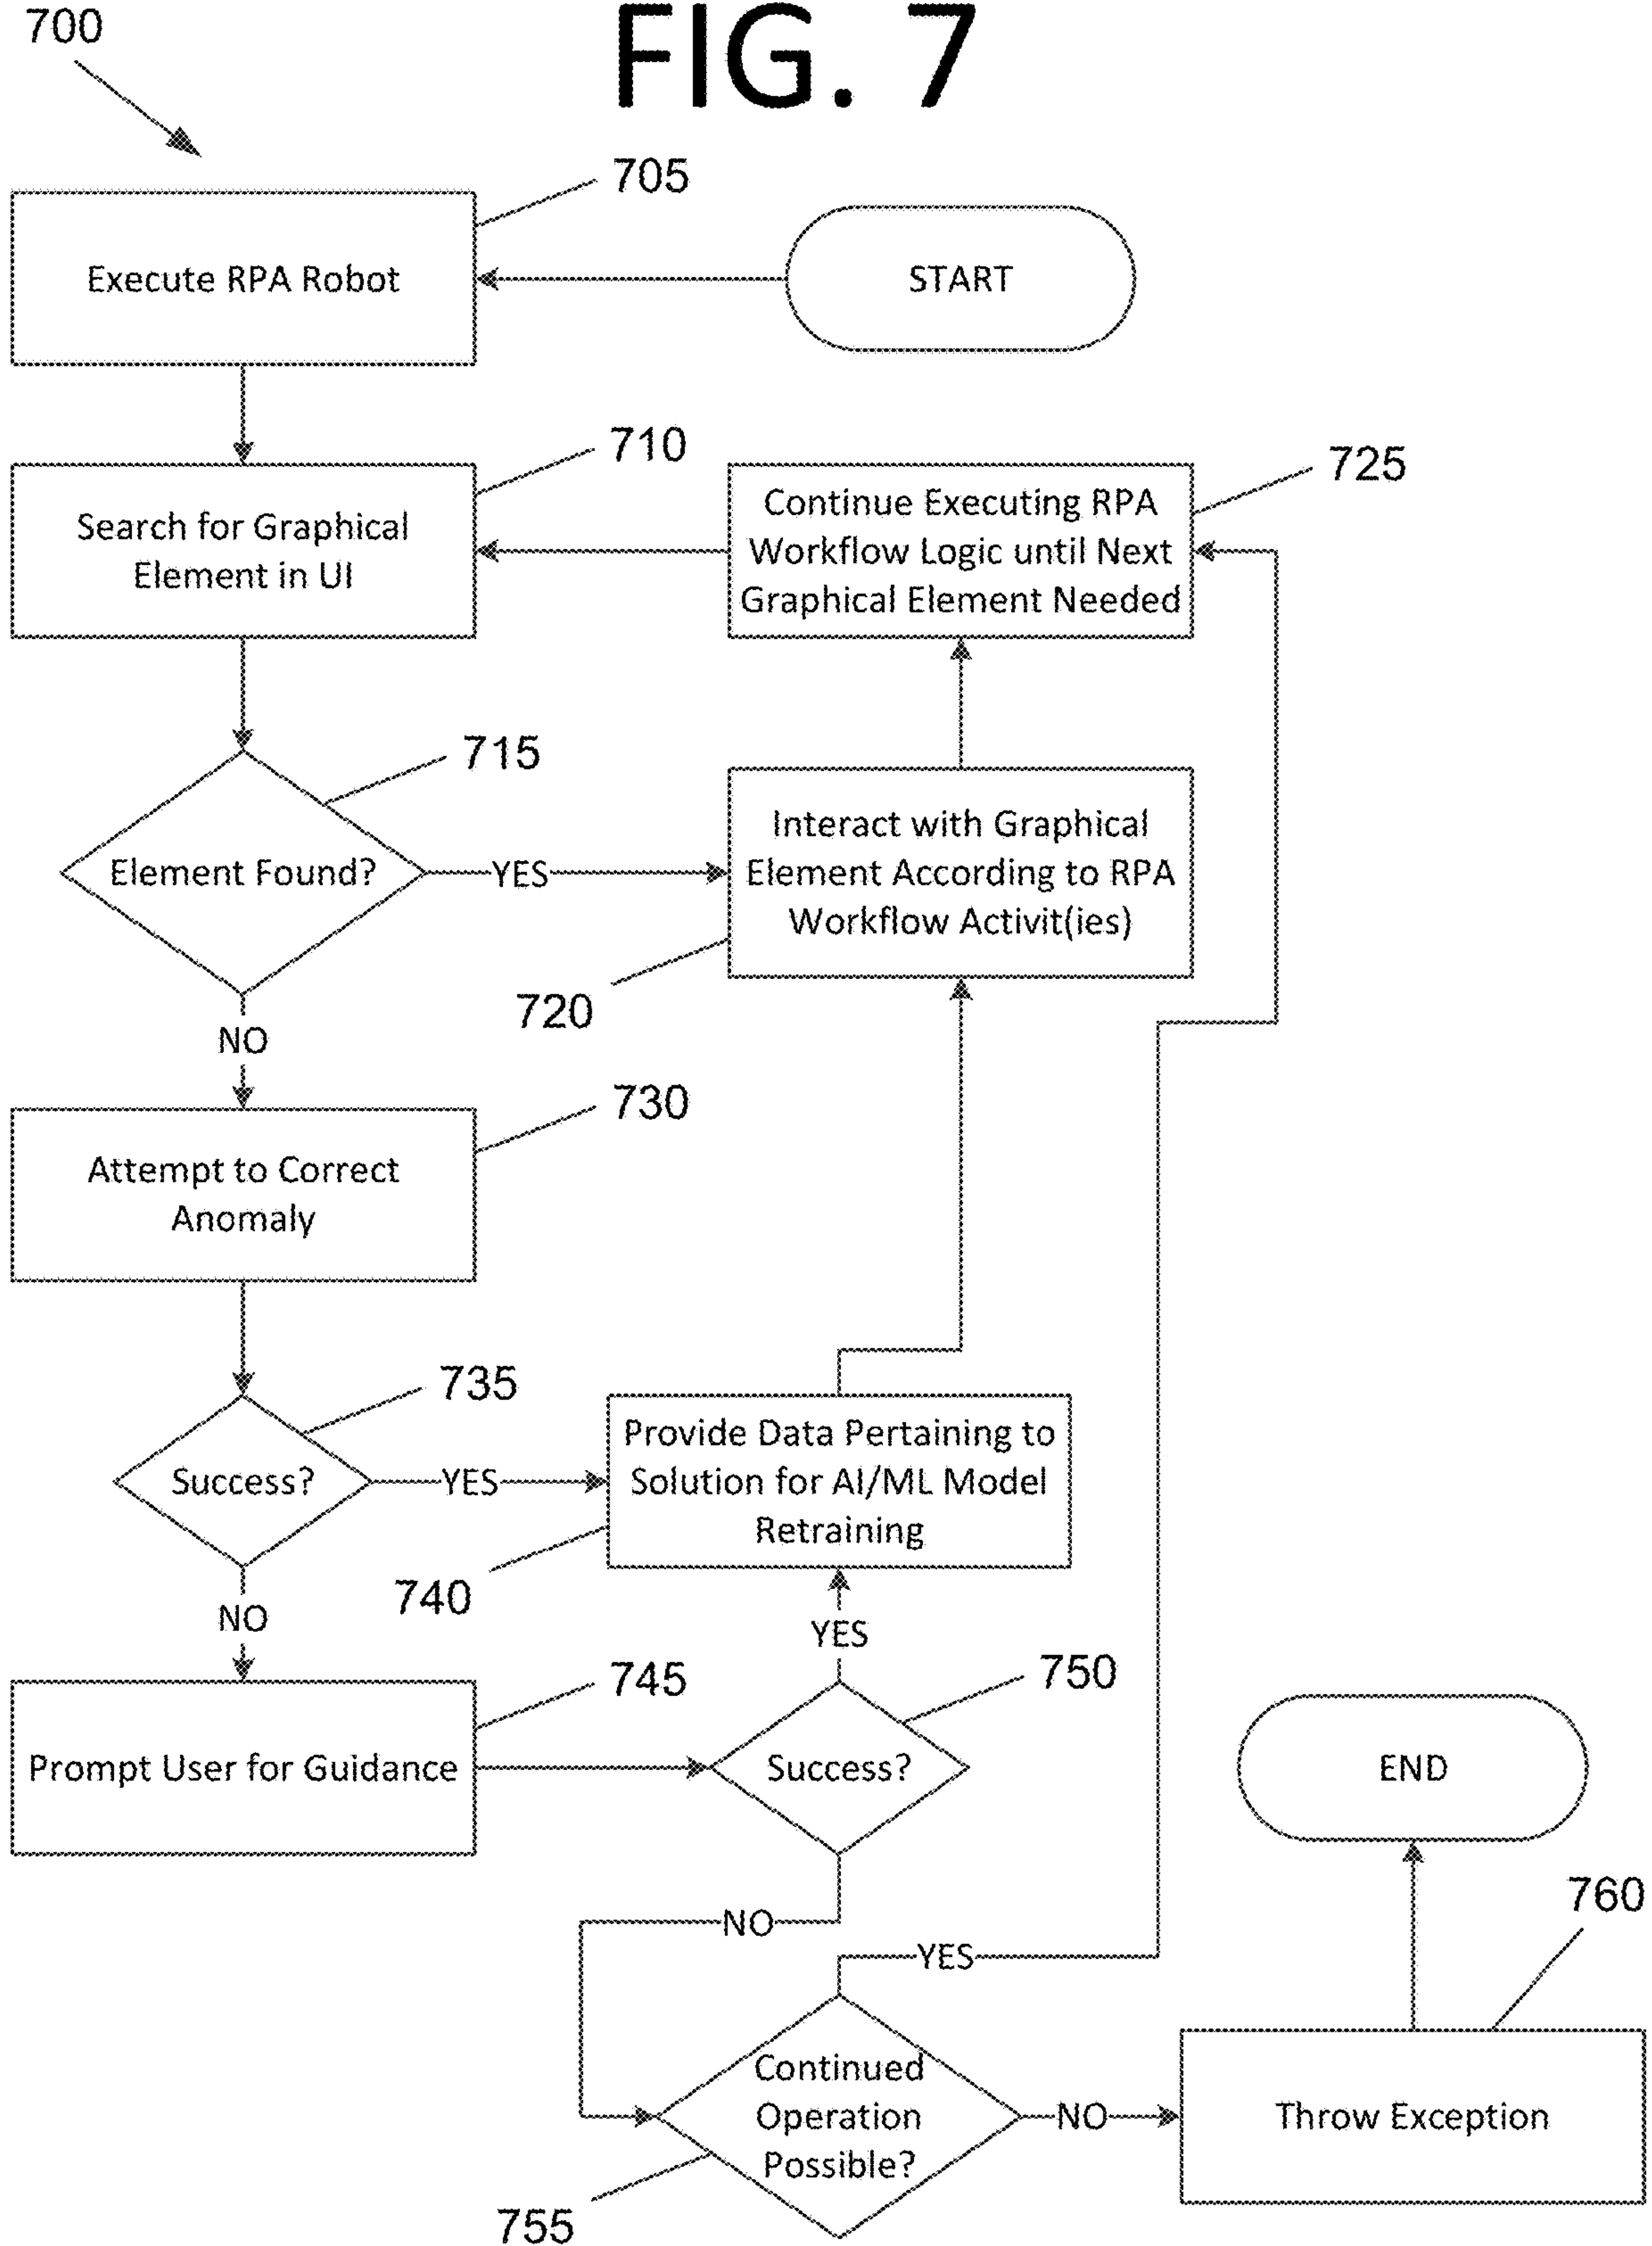 FIG. 7
700
705
Execute RPA Robot
START
710
Search for Graphical
Element in UI
725
Continue Executing RPA
Workflow Logic until Next
Graphical Element Needed
715
Element Found?
YES
Interact with Graphical
Element According to RPA
Workflow Activit(ies)
720
NO
730
Attempt to Correct
Anomaly
735
Success?
YES
Provide Data Pertaining to
Solution for AI/ML Model
Retraining
740
NO
YES
745
Prompt User for Guidance
750
Success?
END
NO
YES
760
Continued
Operation
Possible?
NO
Throw Exception
755